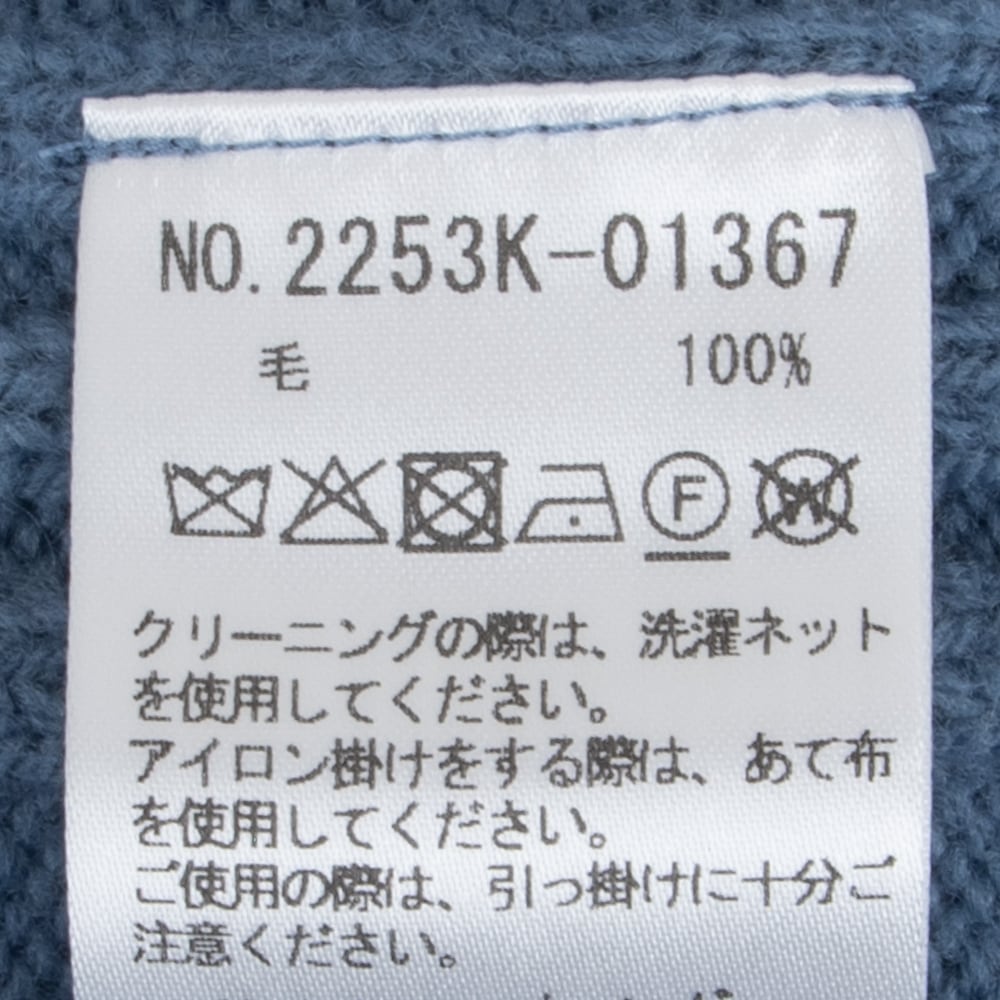 NO.2253K-01367
毛 100%
F W
クリーニングの際は、洗濯ネット
を使用してください。
アイロン掛けをする際は、あて布
を使用してください。
ご使用の際は、引っ掛けに十分ご
注意ください。